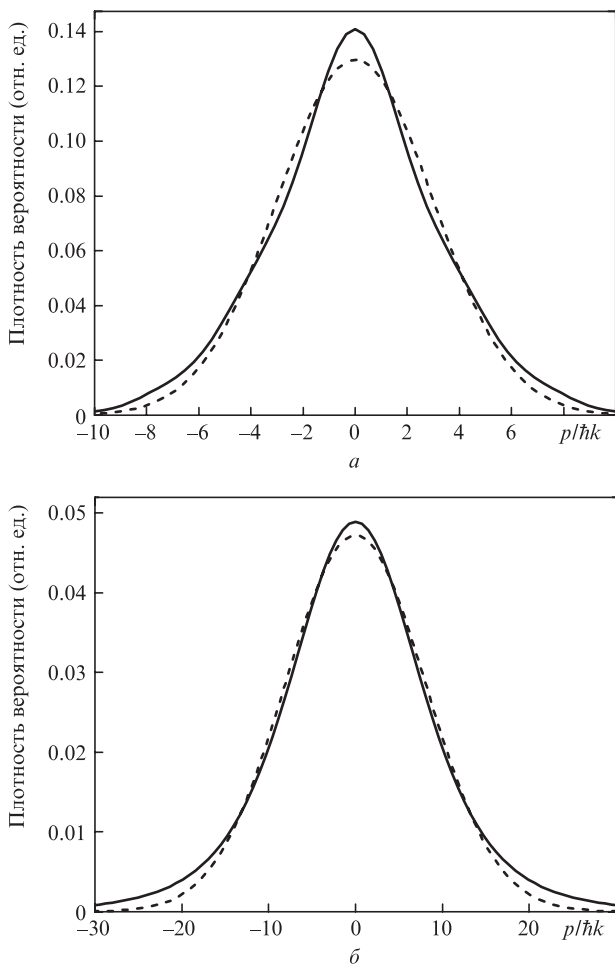 Плотность вероятности (отн. ед.)
0.14
0.12
0.10
0.08
0.06
0.04
0.02
0
–10 –8 –6 –4 –2 0 2 4 6 p/ħk
а
Плотность вероятности (отн. ед.)
0.05
0.04
0.03
0.02
0.01
0
–30 –20 –10 0 10 20 p/ħk
б